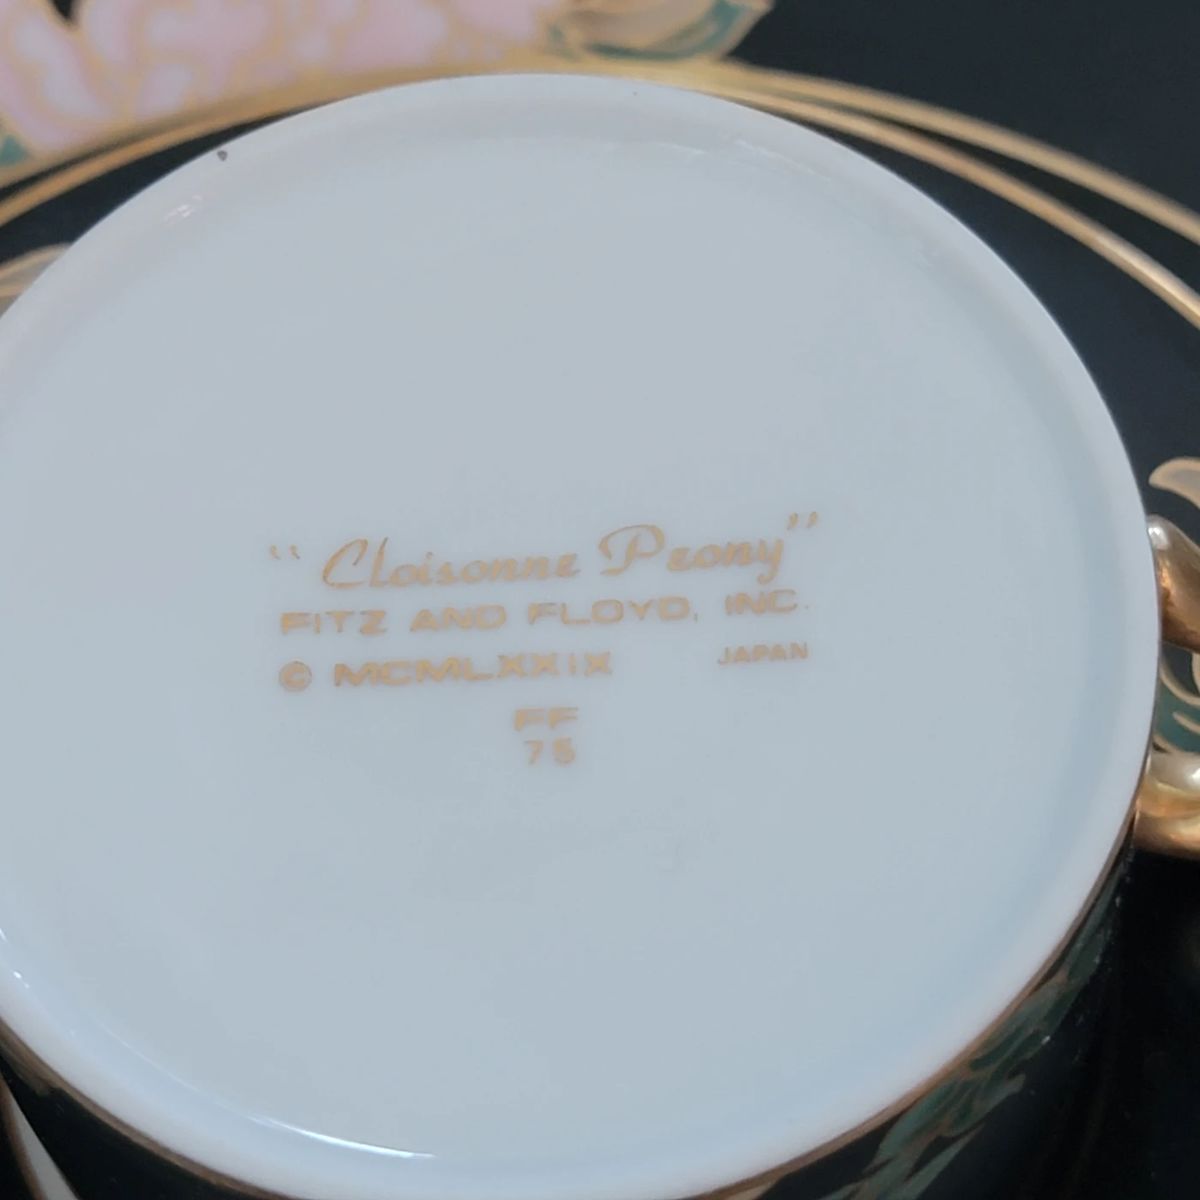 “Cloisonne Peony”
FITZ AND FLOYD, INC.
© MCMLXXIX JAPAN
FF
75